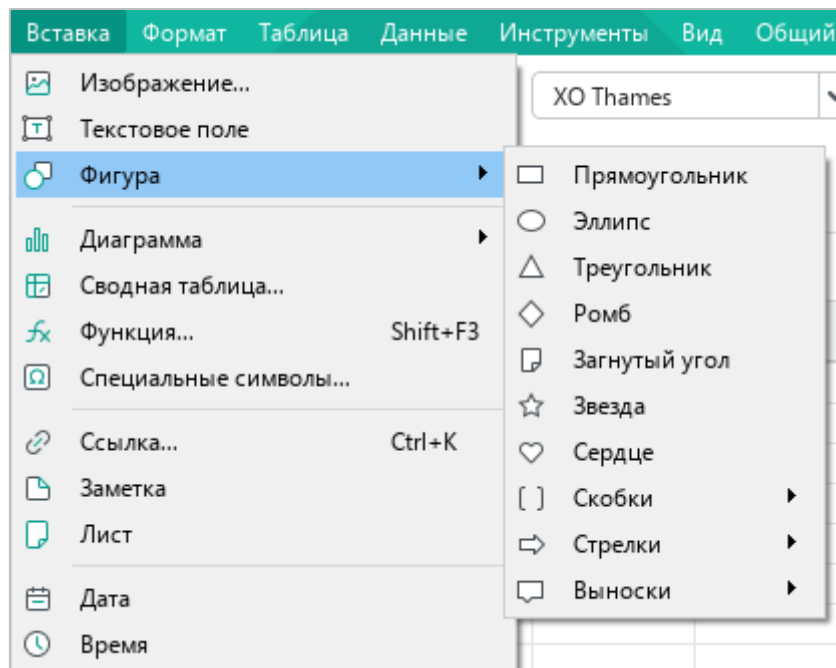 Вставка Формат Таблица Данные Инструменты Вид Общий
Изображение...
XO Thames
Текстовое поле
Фигура
Прямоугольник
Эллипс
Треугольник
Ромб
Загнутый угол
Звезда
Сердце
Скобки
Стрелки
Выноски
Диаграмма
Сводная таблица...
Функция... Shift+F3
Специальные символы...
Ссылка... Ctrl+K
Заметка
Лист
Дата
Время